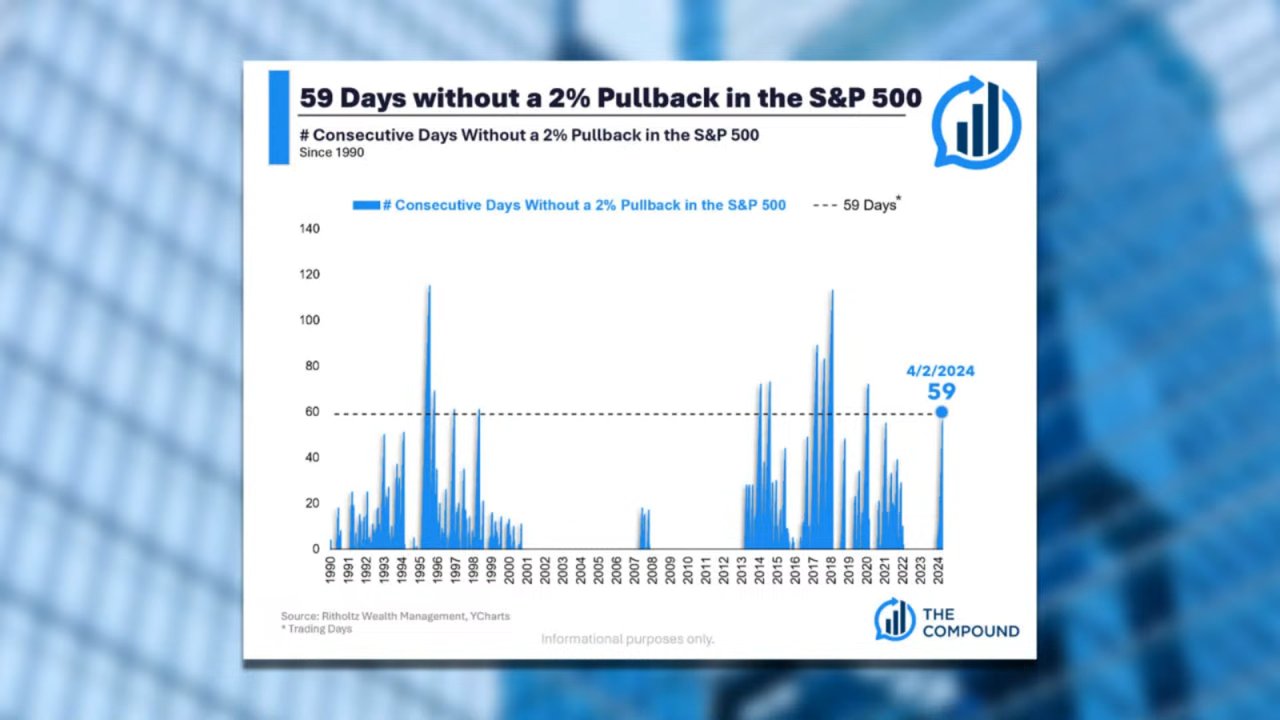 59 Days without a 2% Pullback in the S&P 500
# Consecutive Days Without a 2% Pullback in the S&P 500
Since 1990
# Consecutive Days Without a 2% Pullback in the S&P 500
59 Days*
140
120
100
80
60
40
20
0
4/2/2024
59
1990 1991 1992 1993 1994 1995 1996 1997 1998 1999 2000 2001 2002 2003 2004 2005 2006 2007 2008 2009 2010 2011 2012 2013 2014 2015 2016 2017 2018 2019 2020 2021 2022 2023 2024
Source: Ritholtz Wealth Management, YCharts
* Trading Days
Informational purposes only.
THE
COMPOUND